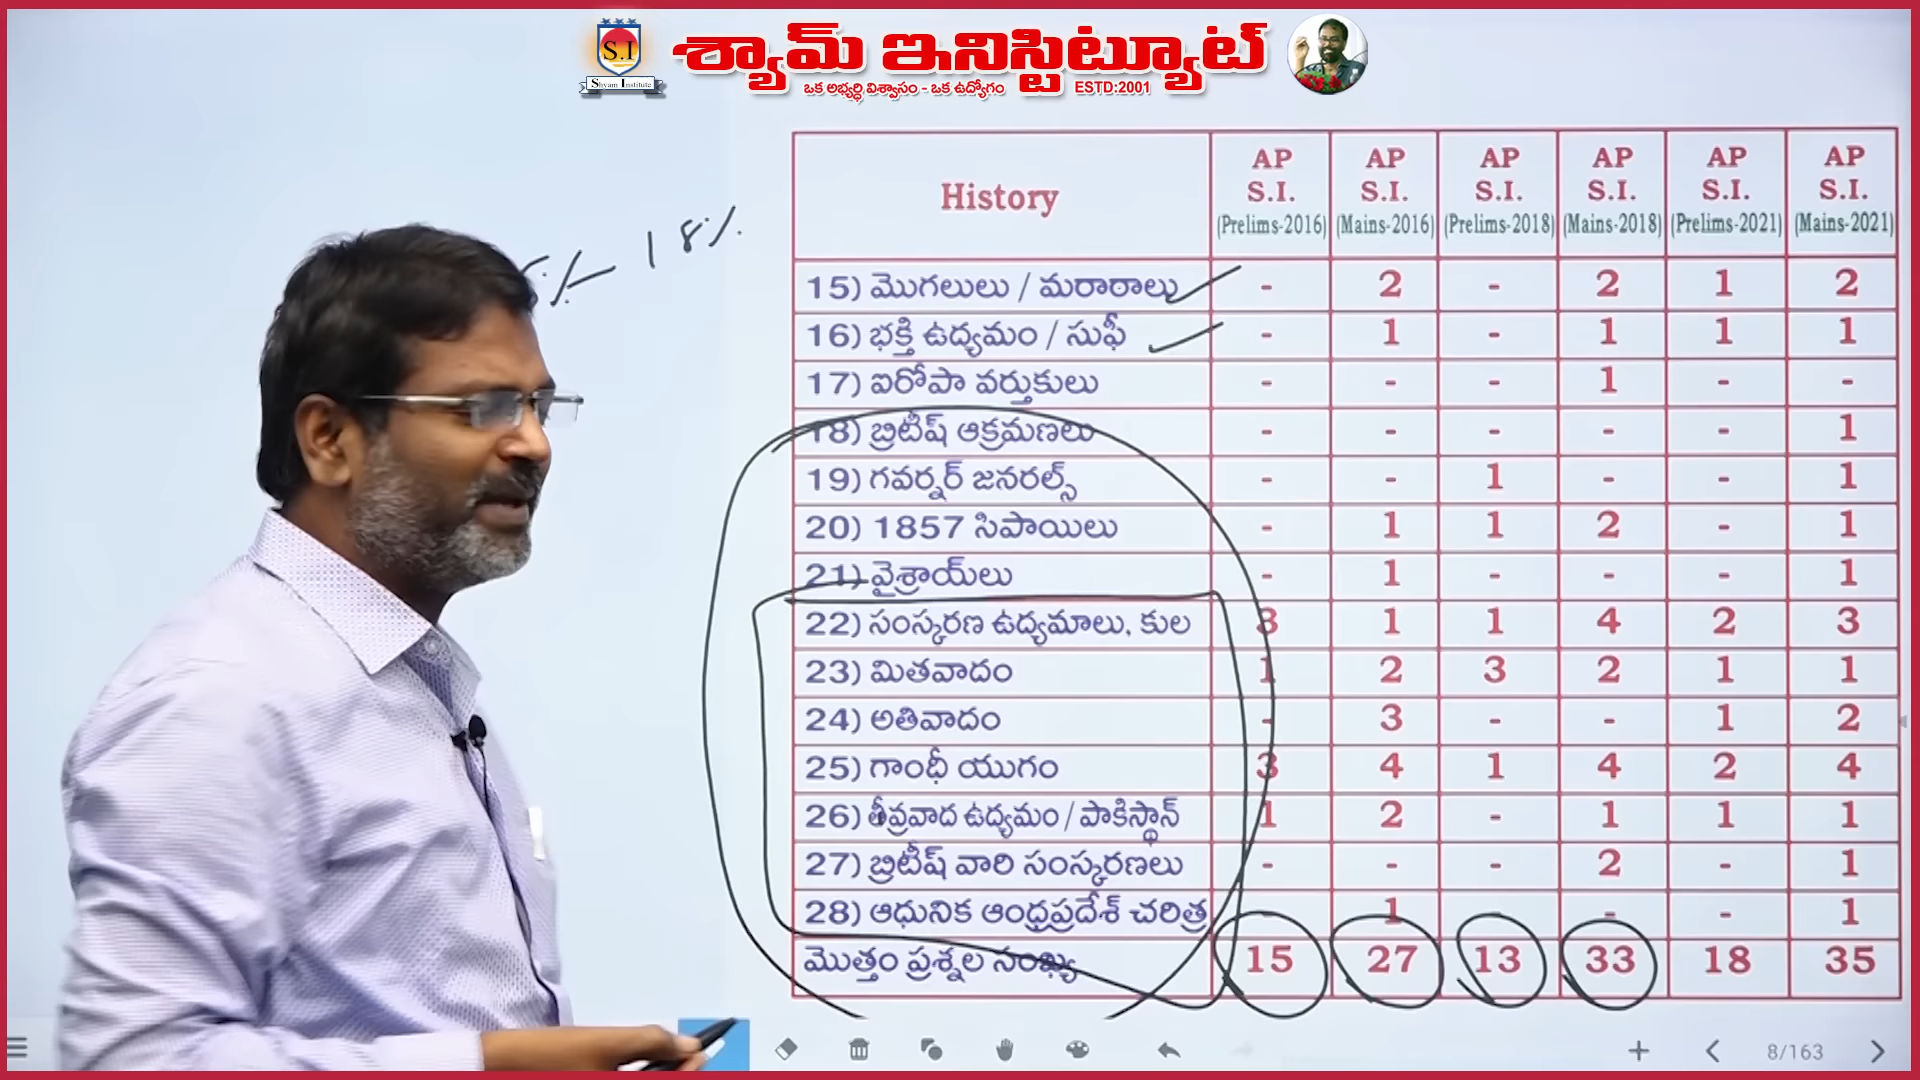 S.I
Shyam Institute
శ్యామ్ ఇనిస్టిట్యూట్
ఒక అభ్యర్థి విశ్వాసం - ఒక ఉద్యోగం ESTD:2001
18%
History AP S.I. (Prelims-2016) AP S.I. (Mains-2016) AP S.I. (Prelims-2018) AP S.I. (Mains-2018) AP S.I. (Prelims-2021) AP S.I. (Mains-2021)
15) మొగలులు / మరాఠాలు - 2 - 2 1 2
16) భక్తి ఉద్యమం / సుఫీ - 1 - 1 1 1
17) ఐరోపా వర్తుకులు - - - 1 - -
18) బ్రిటీష్ ఆక్రమణలు - - - - - 1
19) గవర్నర్ జనరల్స్ - - 1 - - 1
20) 1857 సిపాయిలు - 1 1 2 - 1
21) వైశ్రాయ్‌లు - 1 - - - 1
22) సంస్కరణ ఉద్యమాలు, కుల 3 1 1 4 2 3
23) మితవాదం 1 2 3 2 1 1
24) అతివాదం - 3 - - 1 2
25) గాంధీ యుగం 3 4 1 4 2 4
26) తీవ్రవాద ఉద్యమం / పాకిస్థాన్ 1 2 - 1 1 1
27) బ్రిటీష్ వారి సంస్కరణలు - - - 2 - 1
28) ఆధునిక ఆంధ్రప్రదేశ్ చరిత్ర - 1 - - - 1
మొత్తం ప్రశ్నల సంఖ్య 15 27 13 33 18 35
8/163